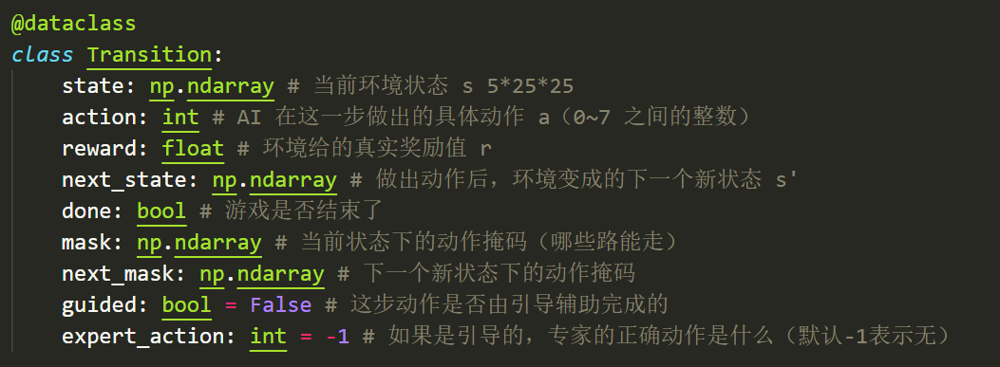 @dataclass
class Transition:
    state: np.ndarray # 当前环境状态 s 5*25*25
    action: int # AI 在这一步做出的具体动作 a（0~7 之间的整数）
    reward: float # 环境给的真实奖励值 r
    next_state: np.ndarray # 做出动作后，环境变成的下一个新状态 s'
    done: bool # 游戏是否结束了
    mask: np.ndarray # 当前状态下的动作掩码（哪些路能走）
    next_mask: np.ndarray # 下一个新状态下的动作掩码
    guided: bool = False # 这步动作是否由引导辅助完成的
    expert_action: int = -1 # 如果是引导的，专家的正确动作是什么（默认-1表示无）